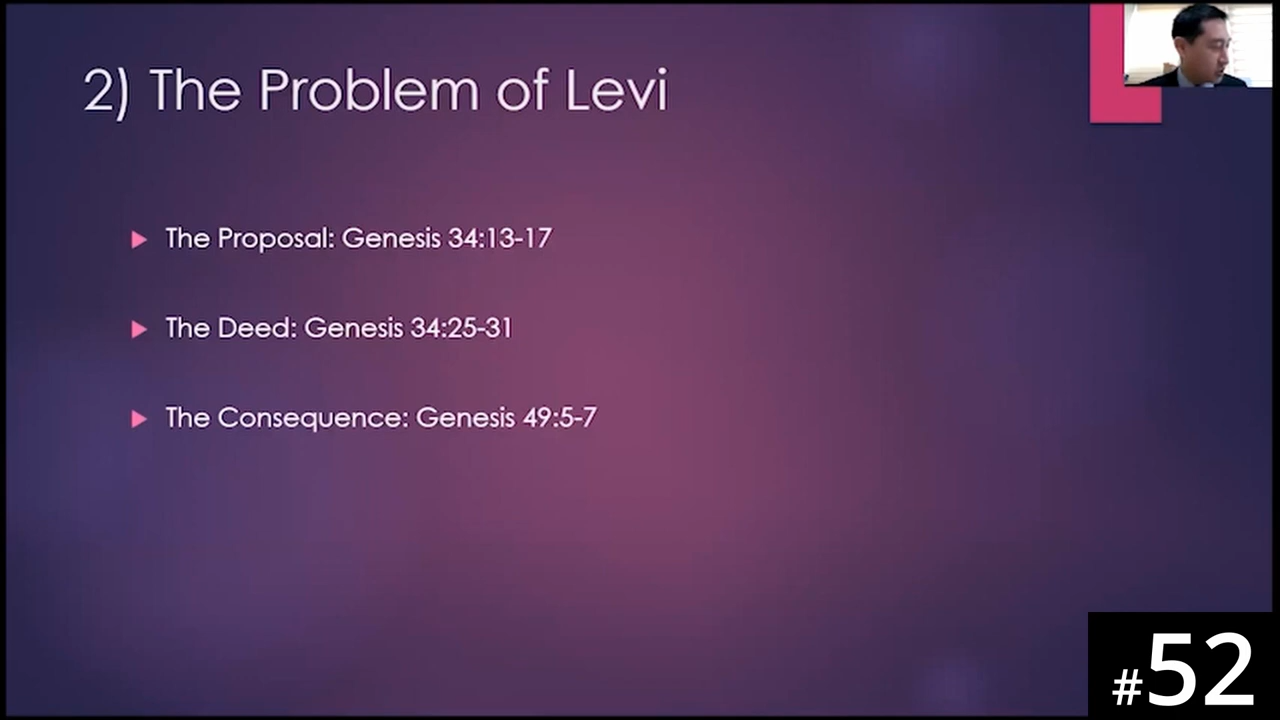 2) The Problem of Levi
The Proposal: Genesis 34:13-17
The Deed: Genesis 34:25-31
The Consequence: Genesis 49:5-7
#52